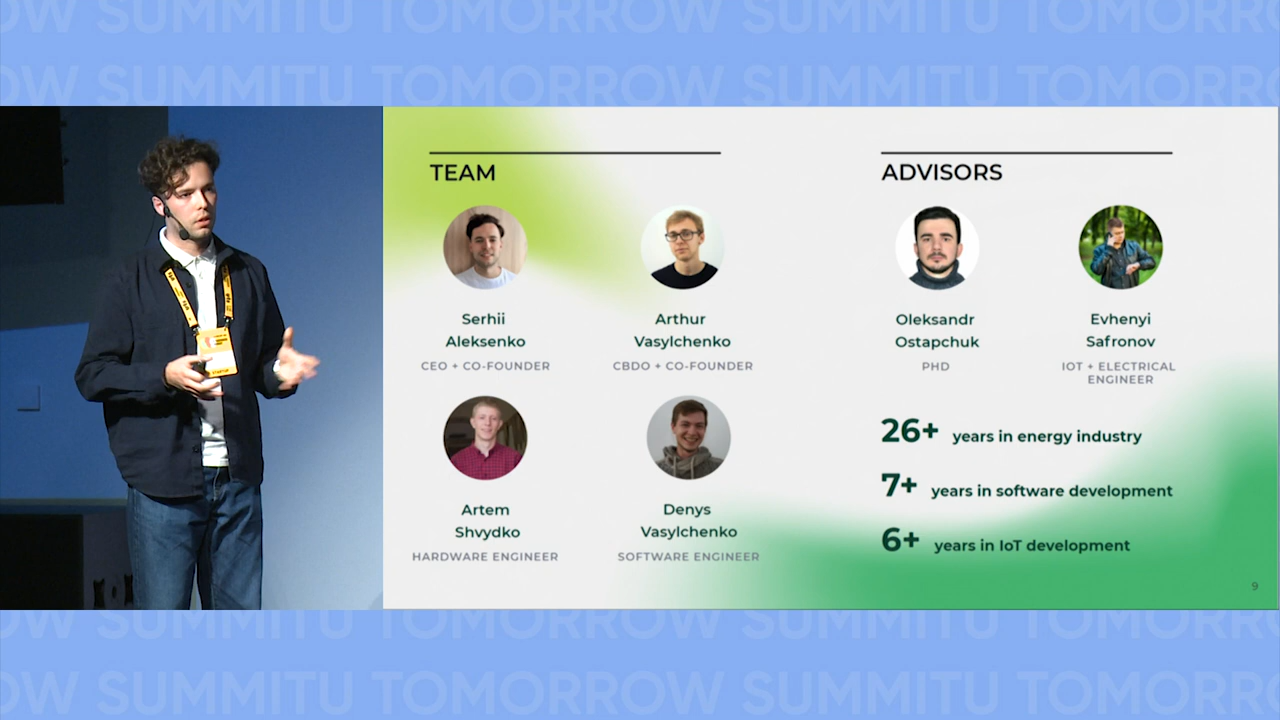 OW SUMMITU TOMORROW SUMMITU TOMORRO
OW SUMMITU TOMORROW SUMMITU TOMORRO
TEAM
Serhii
Aleksenko
CEO + CO-FOUNDER
Arthur
Vasylchenko
CBDO + CO-FOUNDER
Artem
Shvydko
HARDWARE ENGINEER
Denys
Vasylchenko
SOFTWARE ENGINEER
ADVISORS
Oleksandr
Ostapchuk
PHD
Evhenyi
Safronov
IOT + ELECTRICAL
ENGINEER
26+ years in energy industry
7+ years in software development
6+ years in IoT development
9
OW SUMMITU TOMORROW SUMMITU TOMORRO
OW SUMMITU TOMORROW SUMMITU TOMORRO